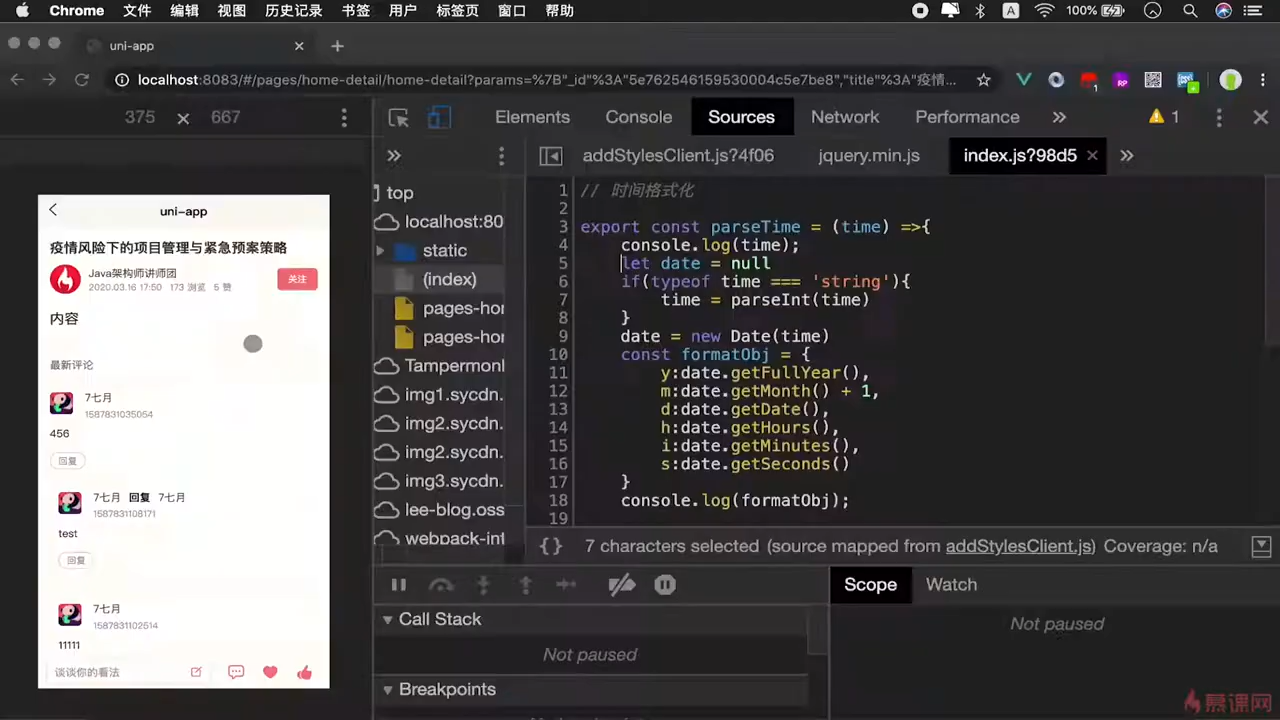 Chrome 文件 编辑 视图 历史记录 书签 用户 标签页 窗口 帮助 A 100%
uni-app
localhost:8083/#/pages/home-detail/home-detail?params=%7B"_id"%3A"5e762546159530004c5e7be8","title"%3A"疫情... RP 1
375 667
Elements Console Sources Network Performance » 1
» addStylesClient.js?4f06 jquery.min.js index.js?98d5 »
top
localhost:80
static
(index)
pages-hor
pages-hor
Tampermonl
img1.sycdn.
img2.sycdn.
img2.sycdn.
img3.sycdn.
lee-blog.oss
webpack-int
1 // 时间格式化
2
3 export const parseTime = (time) =>{
4 console.log(time);
5 let date = null
6 if(typeof time === 'string'){
7 time = parseInt(time)
8 }
9 date = new Date(time)
10 const formatObj = {
11 y:date.getFullYear(),
12 m:date.getMonth() + 1,
13 d:date.getDate(),
14 h:date.getHours(),
15 i:date.getMinutes(),
16 s:date.getSeconds()
17 }
18 console.log(formatObj);
19
{} 7 characters selected (source mapped from addStylesClient.js) Coverage: n/a
Scope Watch
Call Stack
Not paused
Not paused
Breakpoints
uni-app
疫情风险下的项目管理与紧急预案策略
Java架构师讲师团
2020.03.16 17:50 173 浏览 5 赞
关注
内容
最新评论
7七月
1587831035054
456
回复
7七月 回复 7七月
1587831108171
test
回复
7七月
1587831102614
11111
谈谈你的看法
慕课网